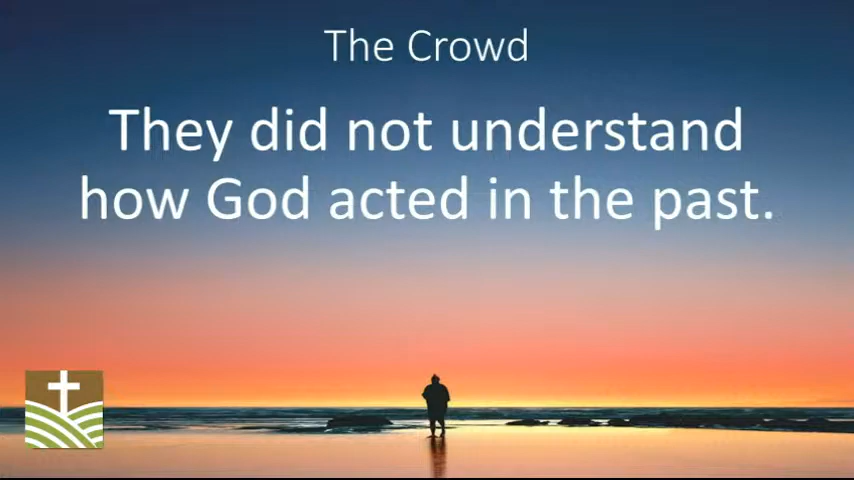 The Crowd
They did not understand
how God acted in the past.